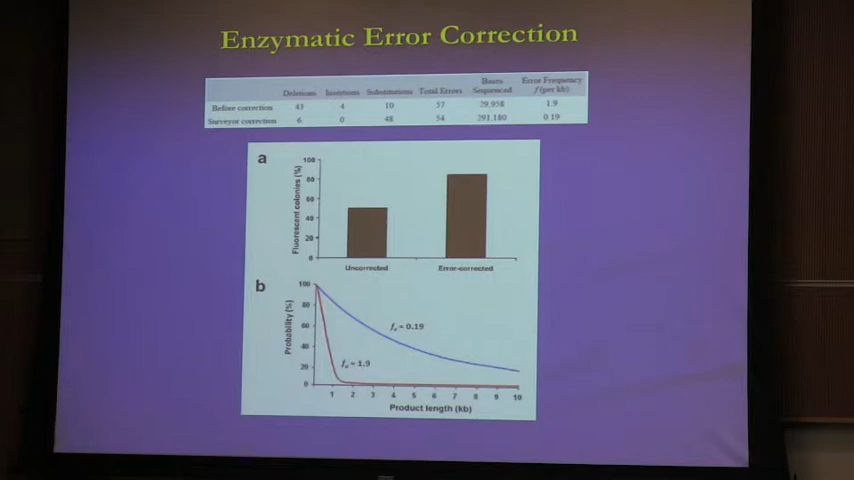 Enzymatic Error Correction
Deletions Insertions Substitutions Total Errors Bases Sequenced Error Frequency f(per kb)
Before correction 43 4 10 57 29,958 1.9
Surveyor correction 6 0 48 54 291,180 0.19
a
Fluorescent colonies (%)
100
80
60
40
20
0
Uncorrected Error-corrected
b
Probability (%)
100
80
60
40
20
0
fe = 0.19
fu = 1.9
1 2 3 4 5 6 7 8 9 10
Product length (kb)